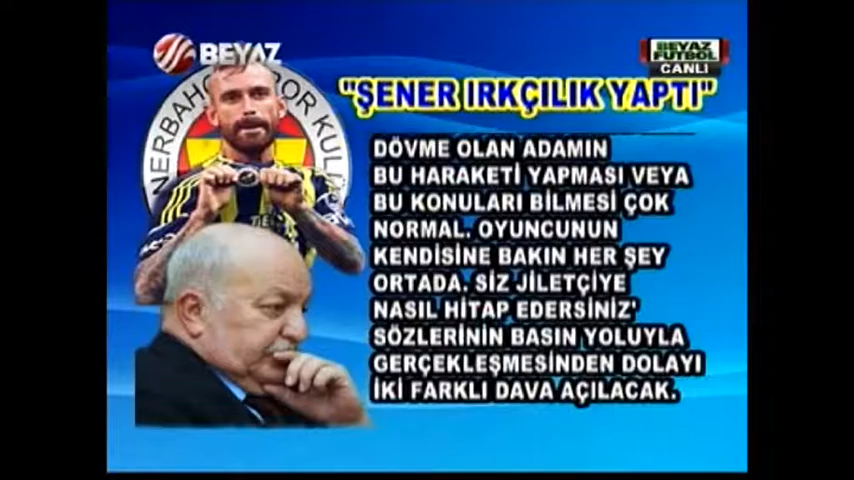 BEYAZ
BEYAZ
FUTBOL
CANLI
"ŞENER IRKÇILIK YAPTI"
DÖVME OLAN ADAMIN
BU HARAKETİ YAPMASI VEYA
BU KONULARI BİLMESİ ÇOK
NORMAL. OYUNCUNUN
KENDİSİNE BAKIN HER ŞEY
ORTADA. SİZ JİLETÇİYE
NASIL HİTAP EDERSİNİZ'
SÖZLERİNİN BASIN YOLUYLA
GERÇEKLEŞMESİNDEN DOLAYI
İKİ FARKLI DAVA AÇILACAK.